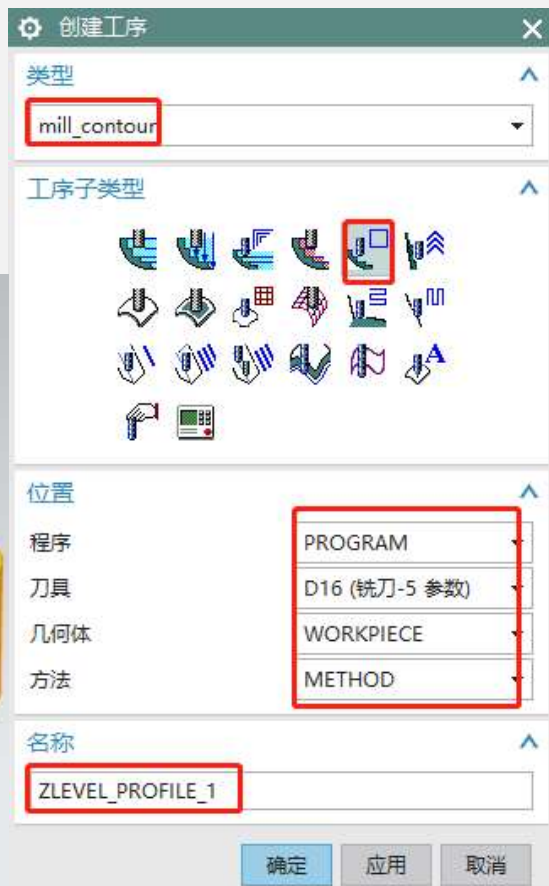 创建工序
类型
mill_contour
工序子类型
A
位置
程序 PROGRAM
刀具 D16 (铣刀-5 参数)
几何体 WORKPIECE
方法 METHOD
名称
ZLEVEL_PROFILE_1
确定 应用 取消